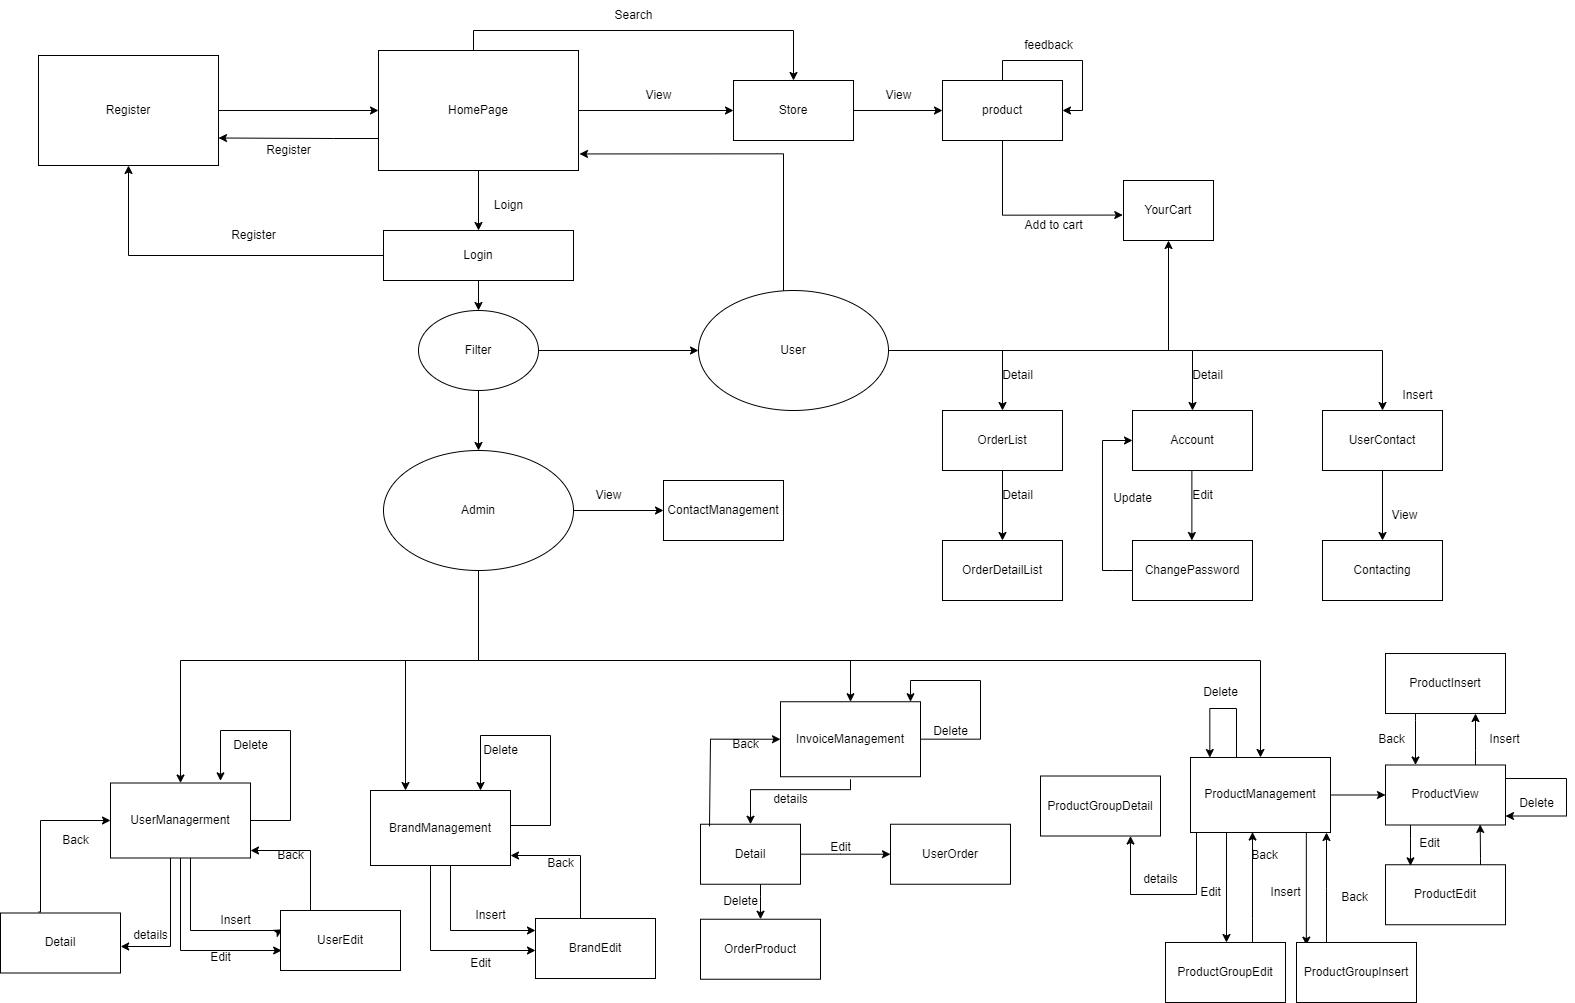 Search
feedback
Register
HomePage
View
Store
View
product
Register
Loign
YourCart
Add to cart
Register
Login
Filter
User
Detail
Detail
Insert
OrderList
Account
UserContact
View
Detail
Update
Edit
View
Admin
ContactManagement
OrderDetailList
ChangePassword
Contacting
ProductInsert
Delete
Back
Insert
Delete
Delete
Back
InvoiceManagement
Delete
details
ProductGroupDetail
ProductManagement
ProductView
Delete
UserManagerment
BrandManagement
Back
Back
Back
Detail
Edit
UserOrder
Back
Edit
details
Edit
Insert
Back
ProductEdit
Delete
Insert
Insert
details
Detail
UserEdit
Edit
BrandEdit
Edit
OrderProduct
ProductGroupEdit
ProductGroupInsert